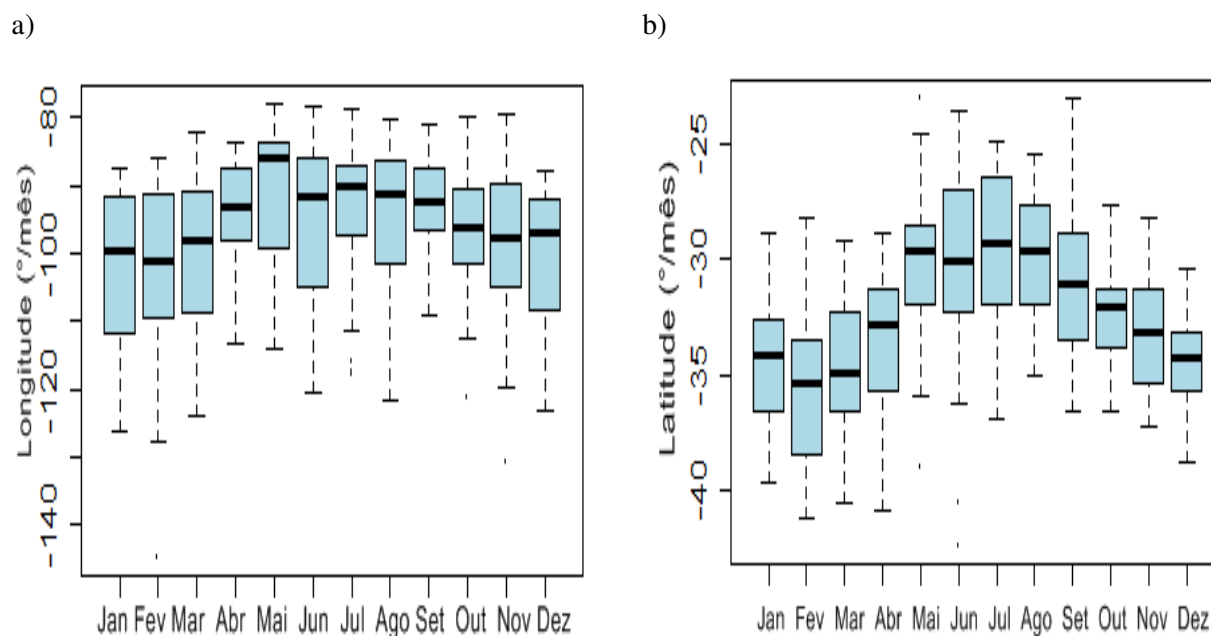 a)
b)
Longitude (°/mês)
-80
-100
-120
-140
Jan Fev Mar Abr Mai Jun Jul Ago Set Out Nov Dez
Latitude (°/mês)
-25
-30
-35
-40
Jan Fev Mar Abr Mai Jun Jul Ago Set Out Nov Dez